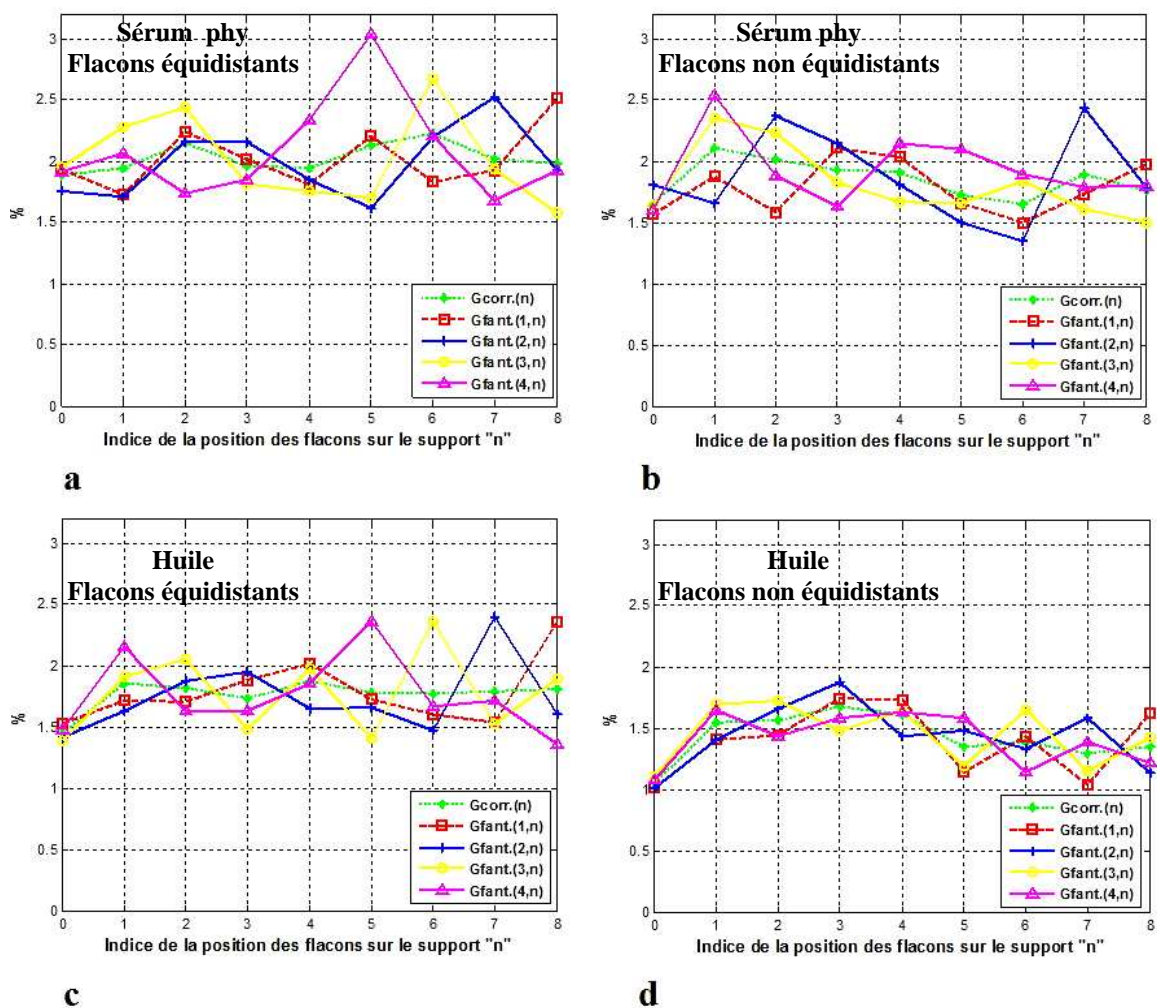 Sérum phy
Flacons équidistants
3
2.5
2
1.5
1
0.5
0
%
0 1 2 3 4 5 6 7 8
Indice de la position des flacons sur le support "n"
Gcorr.(n)
Gfant.(1,n)
Gfant.(2,n)
Gfant.(3,n)
Gfant.(4,n)
a
Sérum phy
Flacons non équidistants
3
2.5
2
1.5
1
0.5
0
%
0 1 2 3 4 5 6 7 8
Indice de la position des flacons sur le support "n"
Gcorr.(n)
Gfant.(1,n)
Gfant.(2,n)
Gfant.(3,n)
Gfant.(4,n)
b
Huile
Flacons équidistants
3
2.5
2
1.5
1
0.5
0
%
0 1 2 3 4 5 6 7 8
Indice de la position des flacons sur le support "n"
Gcorr.(n)
Gfant.(1,n)
Gfant.(2,n)
Gfant.(3,n)
Gfant.(4,n)
c
Huile
Flacons non équidistants
3
2.5
2
1.5
1
0.5
0
%
0 1 2 3 4 5 6 7 8
Indice de la position des flacons sur le support "n"
Gcorr.(n)
Gfant.(1,n)
Gfant.(2,n)
Gfant.(3,n)
Gfant.(4,n)
d